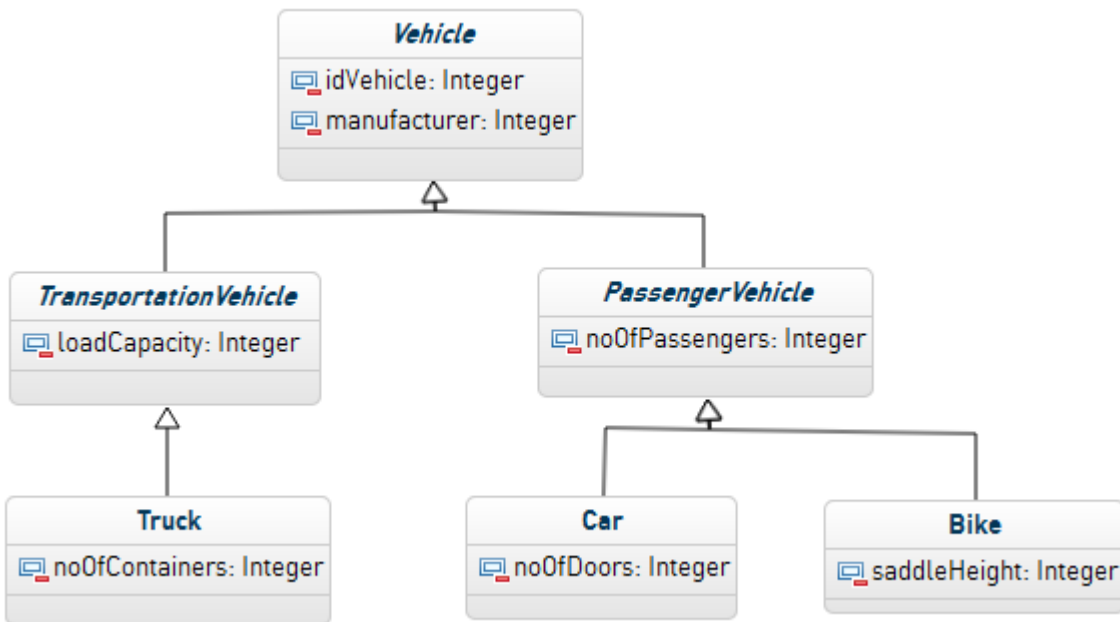 Vehicle
idVehicle: Integer
manufacturer: Integer
TransportationVehicle
loadCapacity: Integer
PassengerVehicle
noOfPassengers: Integer
Truck
noOfContainers: Integer
Car
noOfDoors: Integer
Bike
saddleHeight: Integer